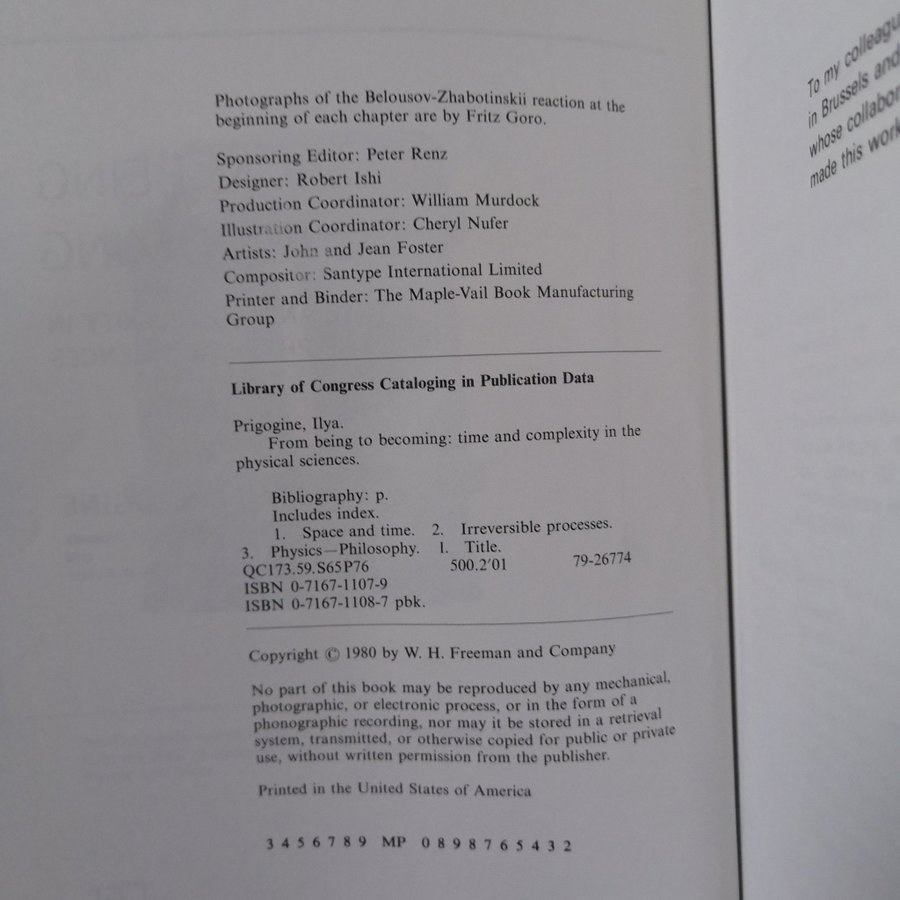 Photographs of the Belousov-Zhabotinskii reaction at the
beginning of each chapter are by Fritz Goro.
Sponsoring Editor: Peter Renz
Designer: Robert Ishi
Production Coordinator: William Murdock
Illustration Coordinator: Cheryl Nufer
Artists: John and Jean Foster
Compositor: Santype International Limited
Printer and Binder: The Maple-Vail Book Manufacturing
Group
Library of Congress Cataloging in Publication Data
Prigogine, Ilya.
From being to becoming: time and complexity in the
physical sciences.
Bibliography: p.
Includes index.
1. Space and time. 2. Irreversible processes.
3. Physics—Philosophy. I. Title.
QC173.59.S65P76 500.2'01 79-26774
ISBN 0-7167-1107-9
ISBN 0-7167-1108-7 pbk.
Copyright © 1980 by W. H. Freeman and Company
No part of this book may be reproduced by any mechanical,
photographic, or electronic process, or in the form of a
phonographic recording, nor may it be stored in a retrieval
system, transmitted, or otherwise copied for public or private
use, without written permission from the publisher.
Printed in the United States of America
3 4 5 6 7 8 9 MP 0 8 9 8 7 6 5 4 3 2
To my colleagu
in Brussels and
whose collabor
made this work